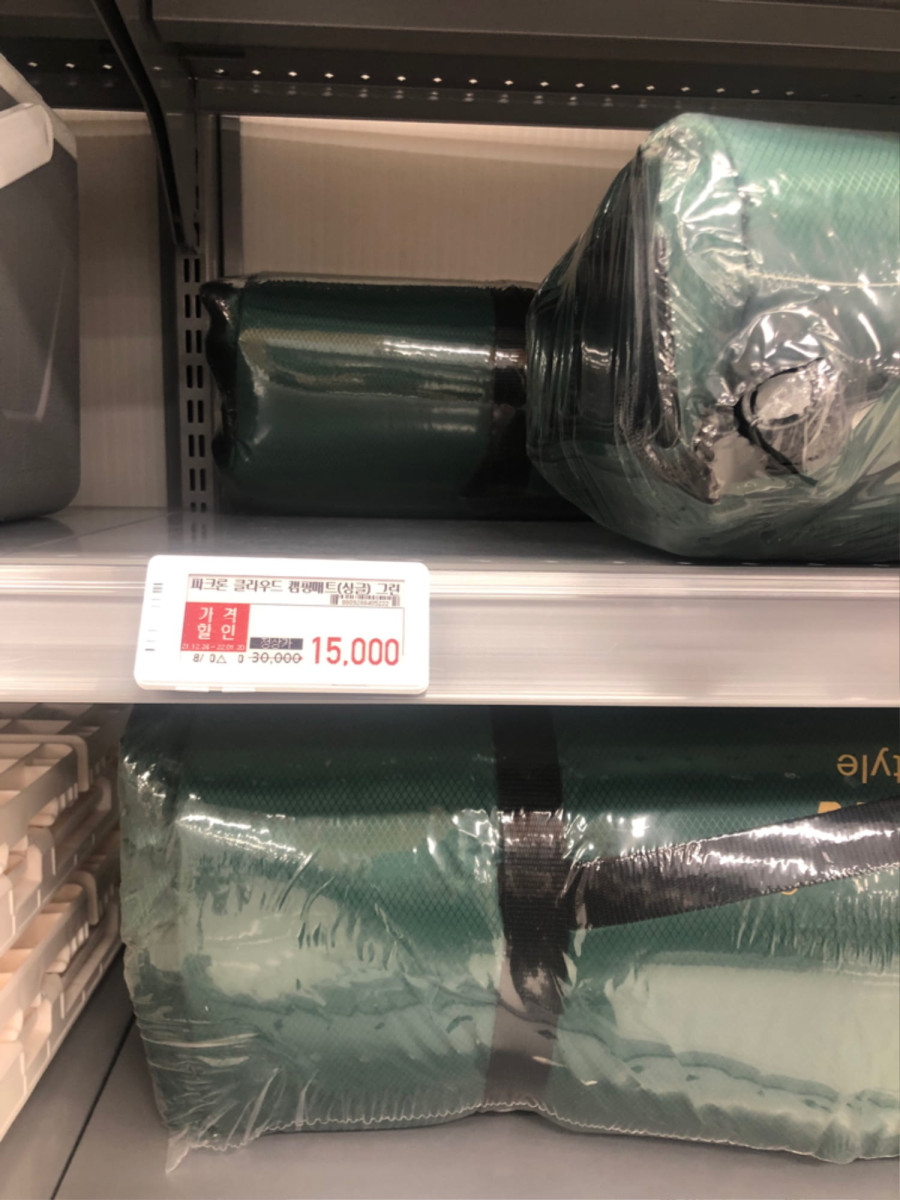 파크론 클라우드 캠핑매트(싱글) 그린
가격
할인
정상가
30,000
15,000
tyle